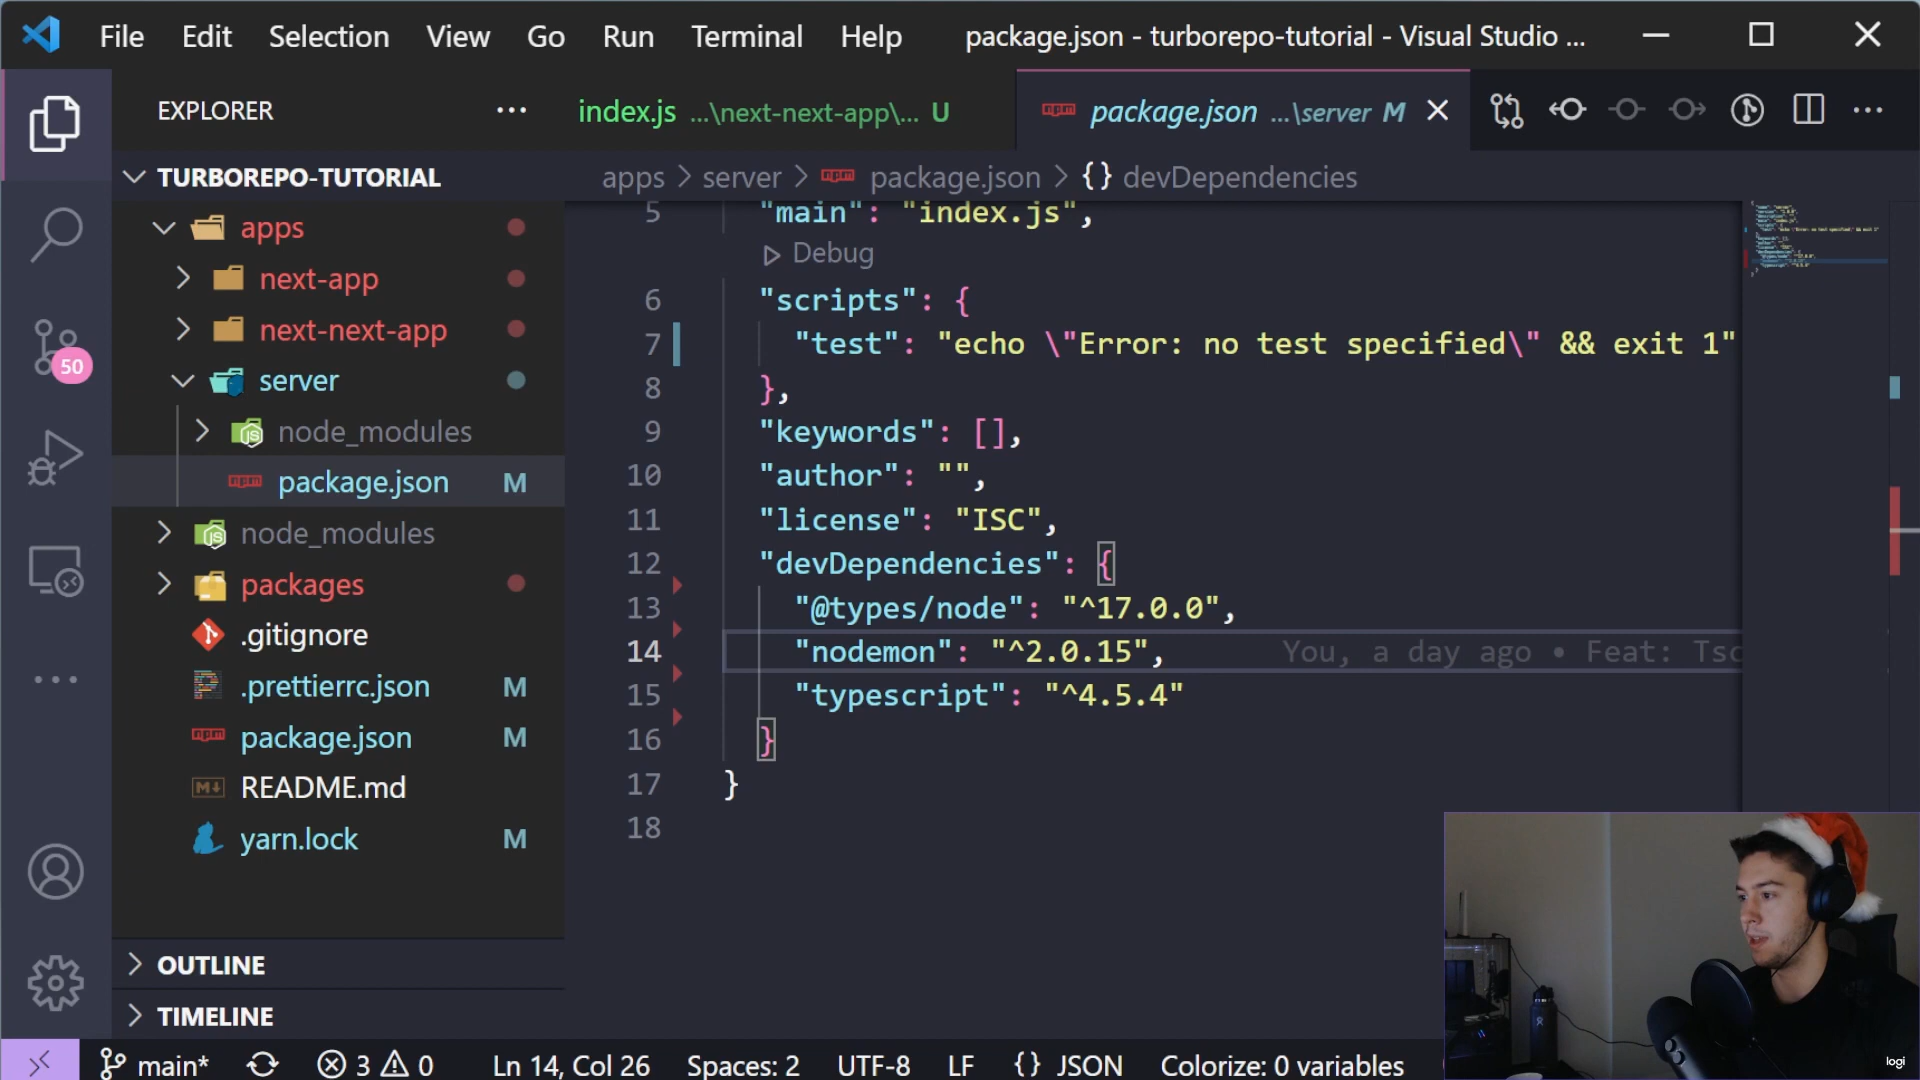 File Edit Selection View Go Run Terminal Help package.json - turborepo-tutorial - Visual Studio ...
EXPLORER
index.js ...\next-next-app\... U
package.json ...\server M
TURBOREPO-TUTORIAL
apps > server > package.json > {} devDependencies
apps
next-app
next-next-app
server
node_modules
package.json M
node_modules
packages
.gitignore
.prettierrc.json M
package.json M
README.md
yarn.lock M
OUTLINE
TIMELINE
50
5 "main": "index.js",
Debug
6 "scripts": {
7 "test": "echo \"Error: no test specified\" && exit 1"
8 },
9 "keywords": [],
10 "author": "",
11 "license": "ISC",
12 "devDependencies": {
13 "@types/node": "^17.0.0",
14 "nodemon": "^2.0.15", You, a day ago • Feat: Tsc
15 "typescript": "^4.5.4"
16 }
17 }
18
main* 3 0 Ln 14, Col 26 Spaces: 2 UTF-8 LF {} JSON Colorize: 0 variables
logi